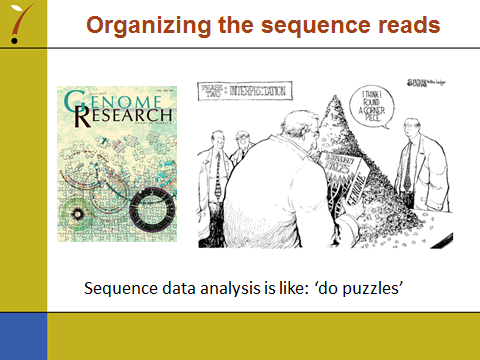 Organizing the sequence reads
GENOME
RESEARCH
PHASE
TWO: INTERPRETATION
I THINK I
FOUND
A CORNER
PIECE.
GENOME
Sequence data analysis is like: ‘do puzzles’